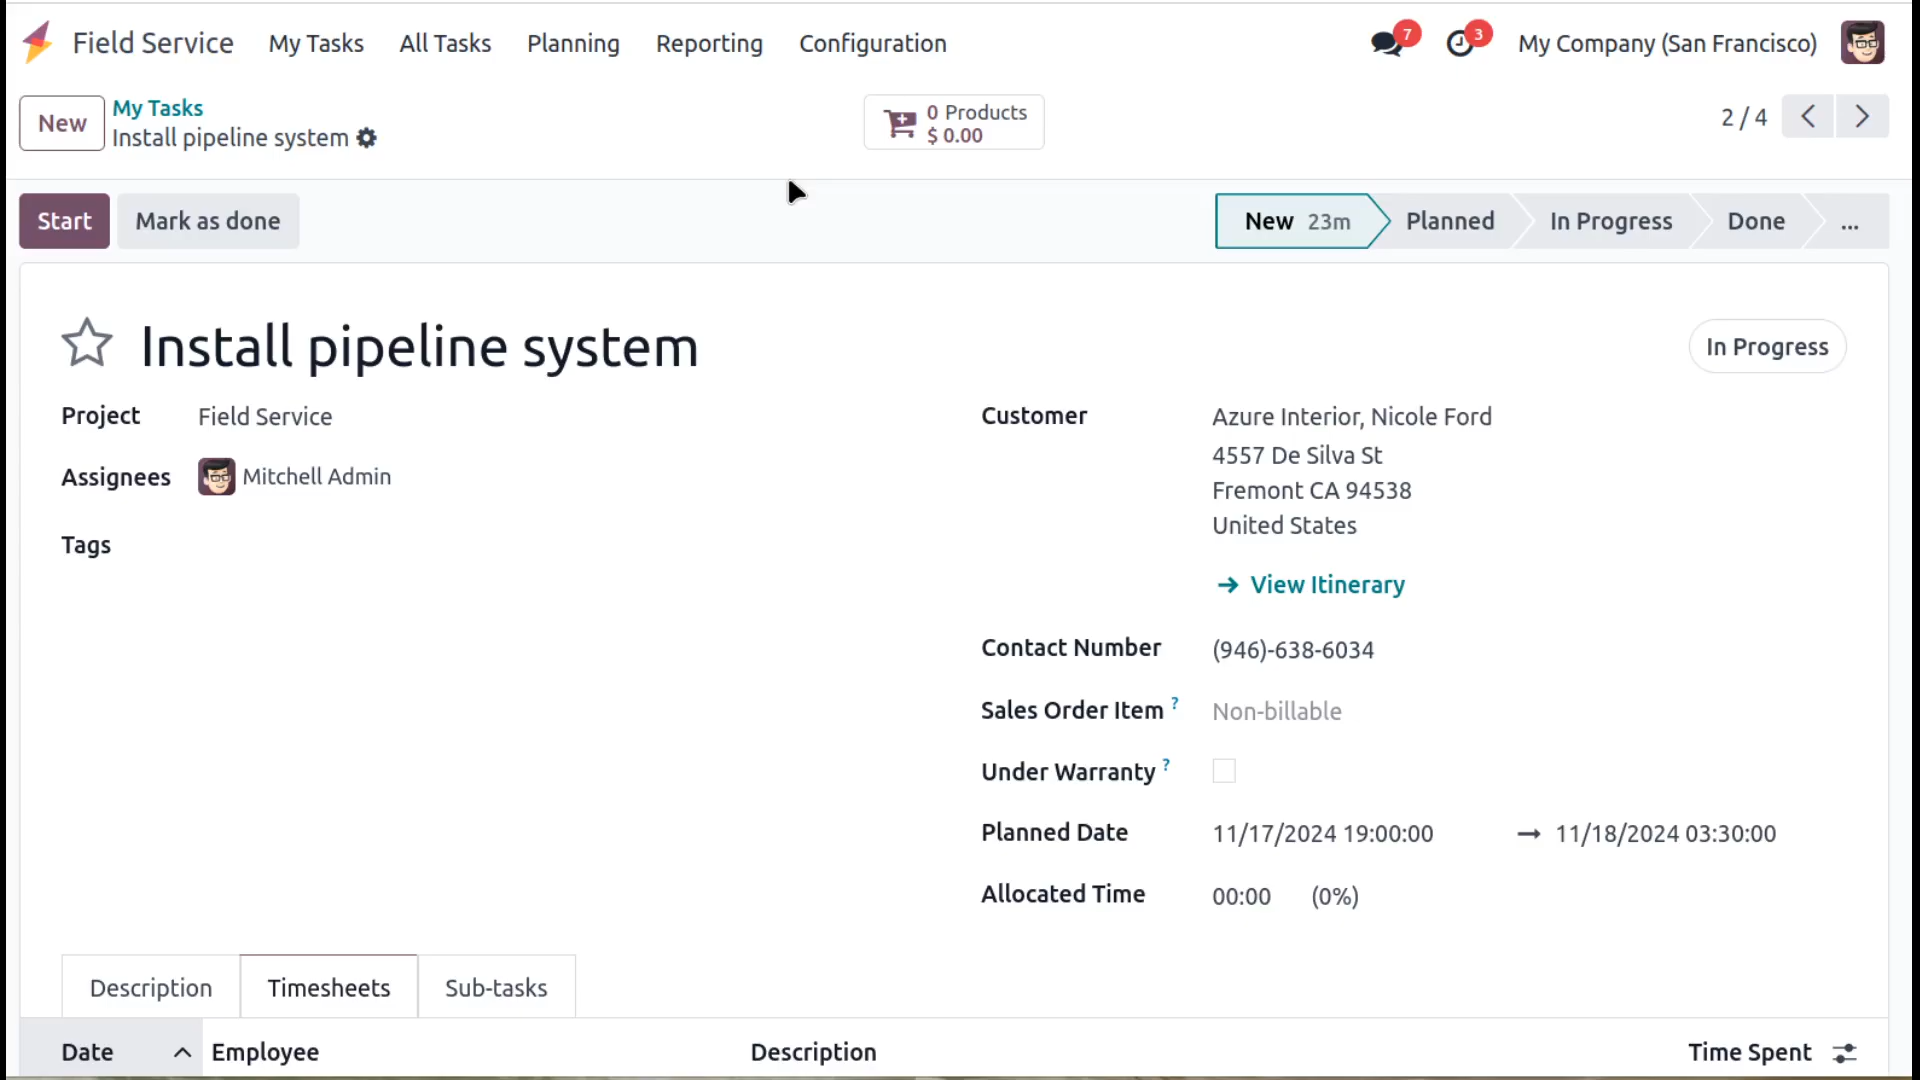 Field Service My Tasks All Tasks Planning Reporting Configuration 7 3 My Company (San Francisco)
New My Tasks
Install pipeline system
0 Products
$ 0.00
2 / 4
Start Mark as done New 23m Planned In Progress Done ...
Install pipeline system In Progress
Project Field Service
Assignees Mitchell Admin
Tags
Customer Azure Interior, Nicole Ford
4557 De Silva St
Fremont CA 94538
United States
→ View Itinerary
Contact Number (946)-638-6034
Sales Order Item ? Non-billable
Under Warranty ?
Planned Date 11/17/2024 19:00:00 → 11/18/2024 03:30:00
Allocated Time 00:00 (0%)
Description Timesheets Sub-tasks
Date Employee Description Time Spent